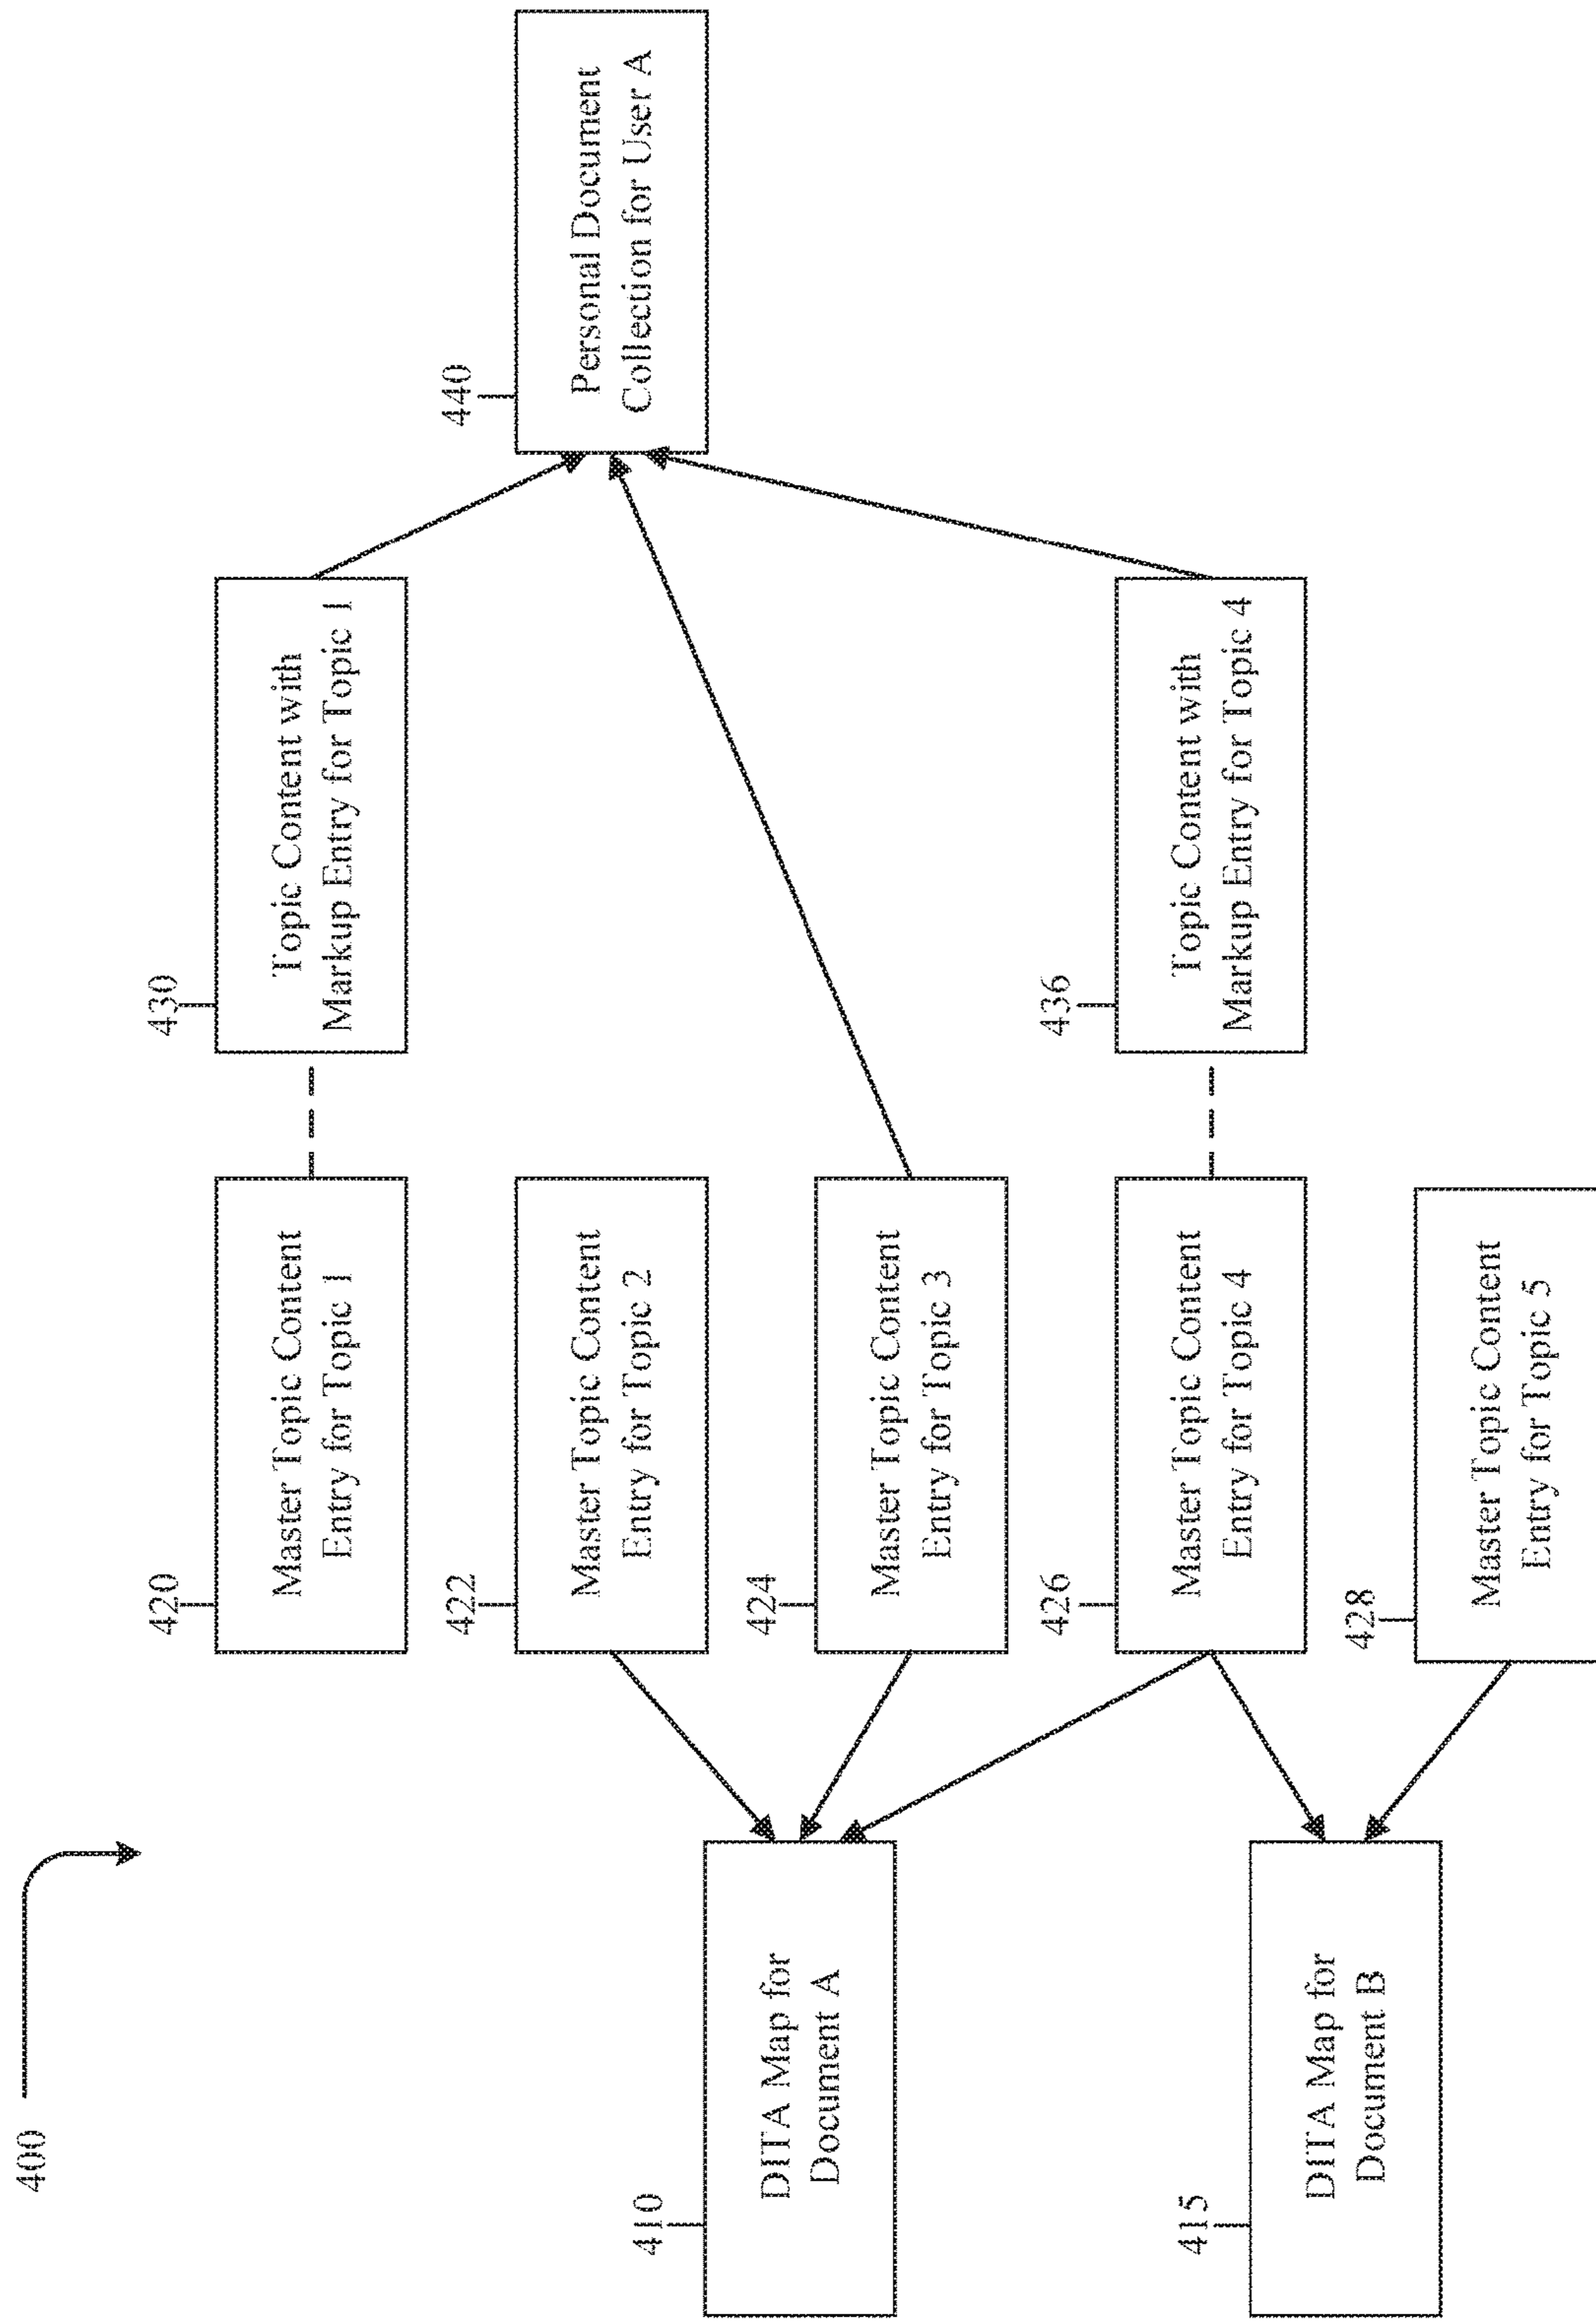 400
410
DITA Map for
Document A
415
DITA Map for
Document B
420
Master Topic Content
Entry for Topic 1
422
Master Topic Content
Entry for Topic 2
424
Master Topic Content
Entry for Topic 3
426
Master Topic Content
Entry for Topic 4
428
Master Topic Content
Entry for Topic 5
430
Topic Content with
Markup Entry for Topic 1
436
Topic Content with
Markup Entry for Topic 4
440
Personal Document
Collection for User A